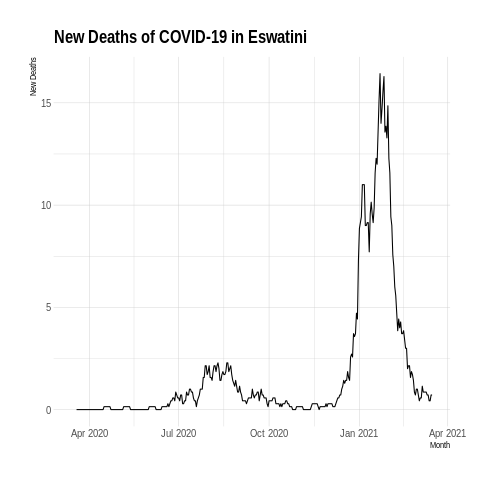 New Deaths of COVID-19 in Eswatini
New Deaths
15
10
5
0
Apr 2020
Jul 2020
Oct 2020
Jan 2021
Apr 2021
Month